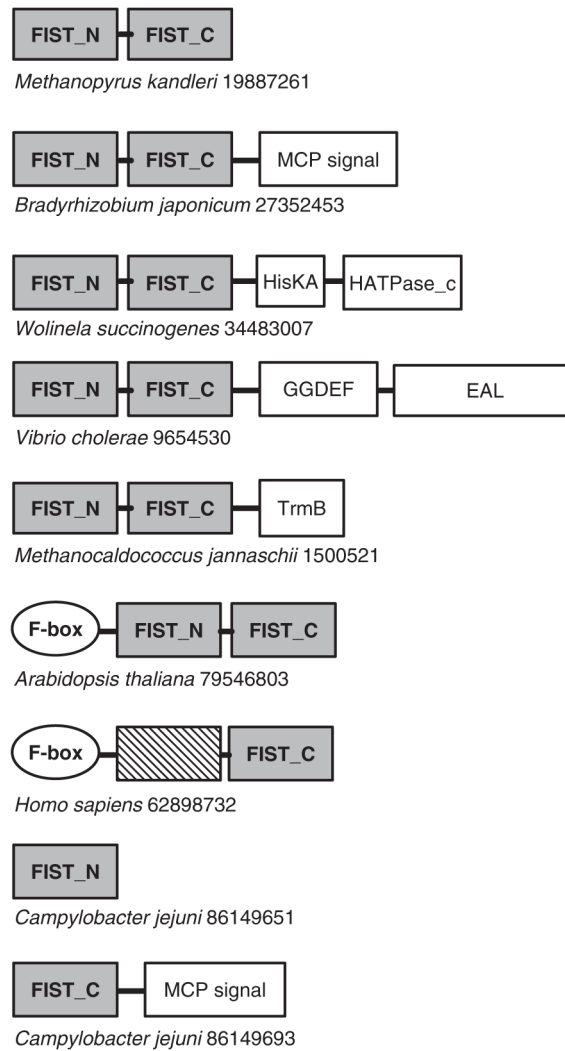 FIST_N FIST_C
Methanopyrus kandleri 19887261
FIST_N FIST_C MCP signal
Bradyrhizobium japonicum 27352453
FIST_N FIST_C HisKA HATPase_c
Wolinela succinogenes 34483007
FIST_N FIST_C GGDEF EAL
Vibrio cholerae 9654530
FIST_N FIST_C TrmB
Methanocaldococcus jannaschii 1500521
F-box FIST_N FIST_C
Arabidopsis thaliana 79546803
F-box FIST_C
Homo sapiens 62898732
FIST_N
Campylobacter jejuni 86149651
FIST_C MCP signal
Campylobacter jejuni 86149693